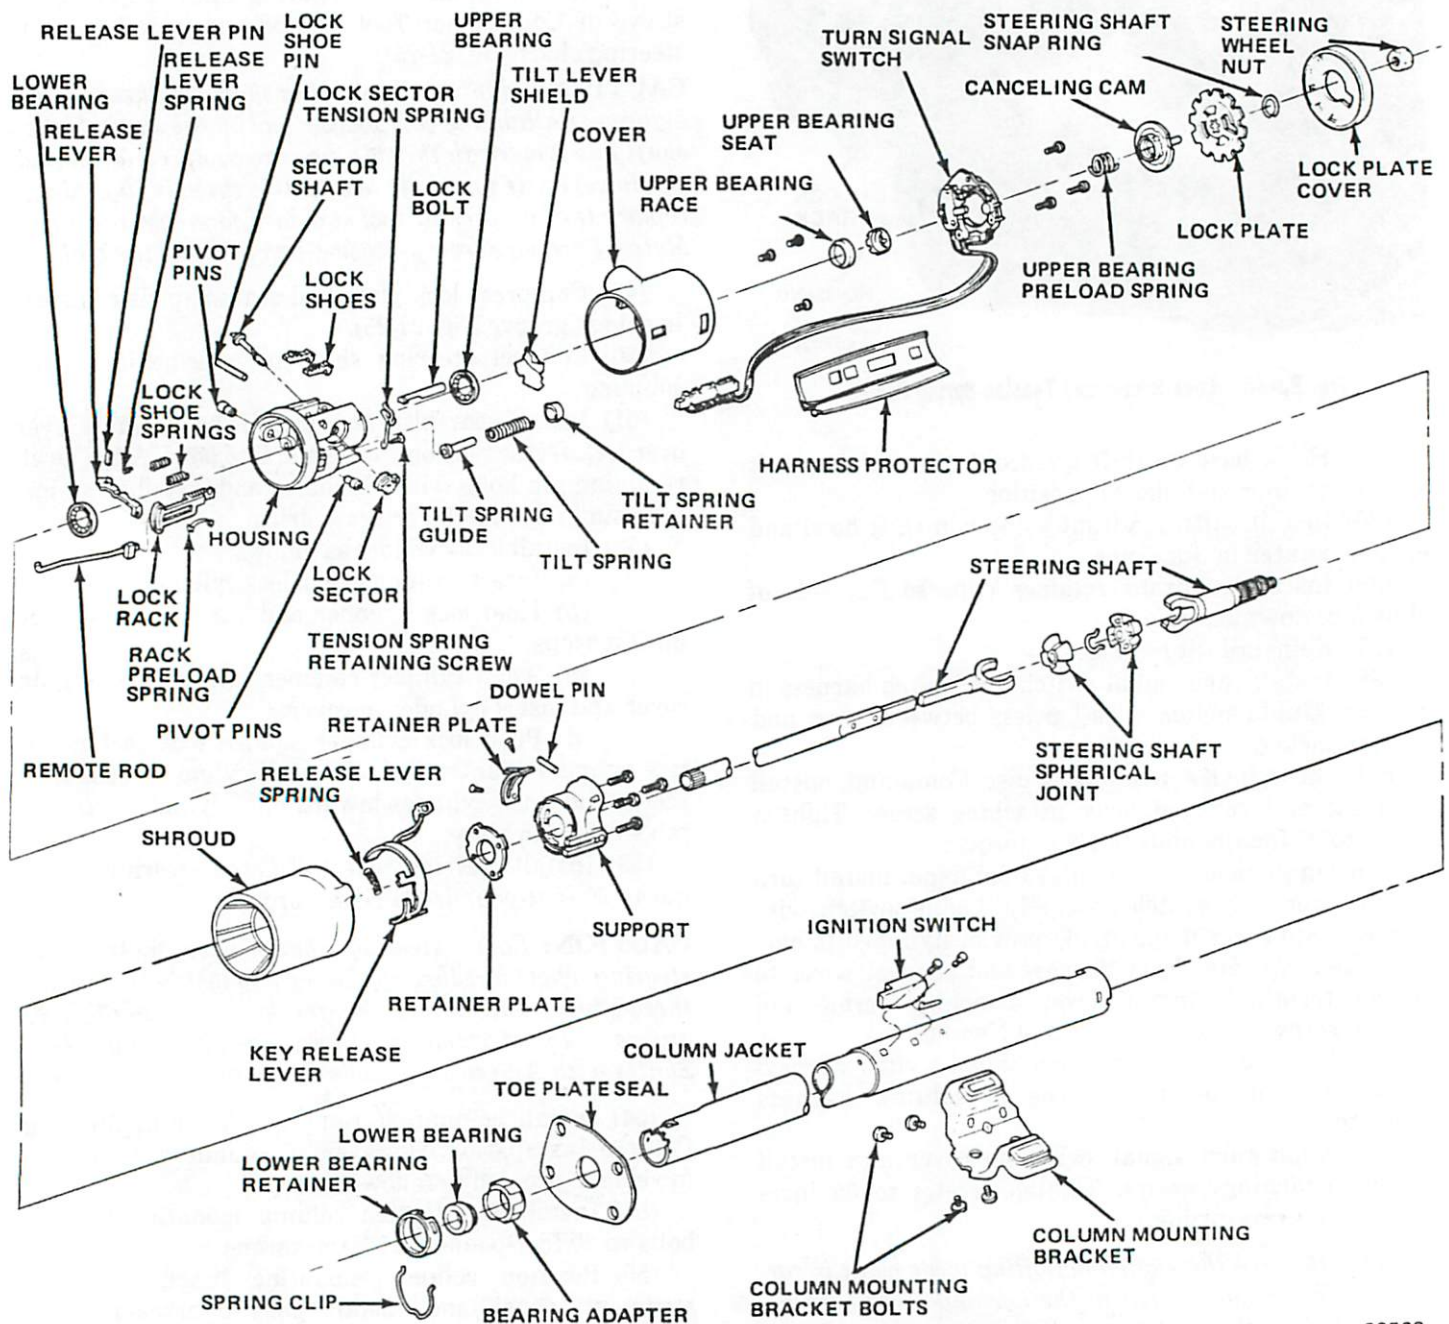 RELEASE LEVER PIN
LOCK
SHOE
PIN
UPPER
BEARING
TURN SIGNAL
SWITCH
STEERING SHAFT
SNAP RING
STEERING
WHEEL
NUT
LOWER
BEARING
RELEASE
LEVER
SPRING
RELEASE
LEVER
LOCK SECTOR
TENSION SPRING
TILT LEVER
SHIELD
CANCELING CAM
SECTOR
SHAFT
LOCK
BOLT
COVER
UPPER BEARING
SEAT
UPPER BEARING
RACE
LOCK PLATE
COVER
PIVOT
PINS
LOCK
SHOES
LOCK PLATE
UPPER BEARING
PRELOAD SPRING
LOCK
SHOE
SPRINGS
HARNESS PROTECTOR
TILT SPRING
RETAINER
TILT SPRING
GUIDE
TILT SPRING
HOUSING
LOCK
RACK
LOCK
SECTOR
STEERING SHAFT
RACK
PRELOAD
SPRING
TENSION SPRING
RETAINING SCREW
PIVOT PINS
DOWEL PIN
RETAINER PLATE
REMOTE ROD
RELEASE LEVER
SPRING
STEERING SHAFT
SPHERICAL
JOINT
SHROUD
SUPPORT
IGNITION SWITCH
RETAINER PLATE
KEY RELEASE
LEVER
COLUMN JACKET
TOE PLATE SEAL
LOWER BEARING
LOWER BEARING
RETAINER
COLUMN MOUNTING
BRACKET
SPRING CLIP
BEARING ADAPTER
COLUMN MOUNTING
BRACKET BOLTS